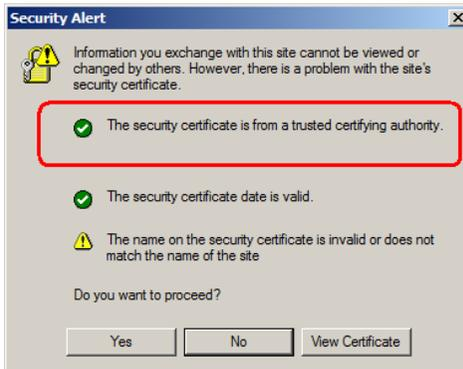 Security Alert
Information you exchange with this site cannot be viewed or
changed by others. However, there is a problem with the site's
security certificate.
The security certificate is from a trusted certifying authority.
The security certificate date is valid.
The name on the security certificate is invalid or does not
match the name of the site
Do you want to proceed?
Yes No View Certificate